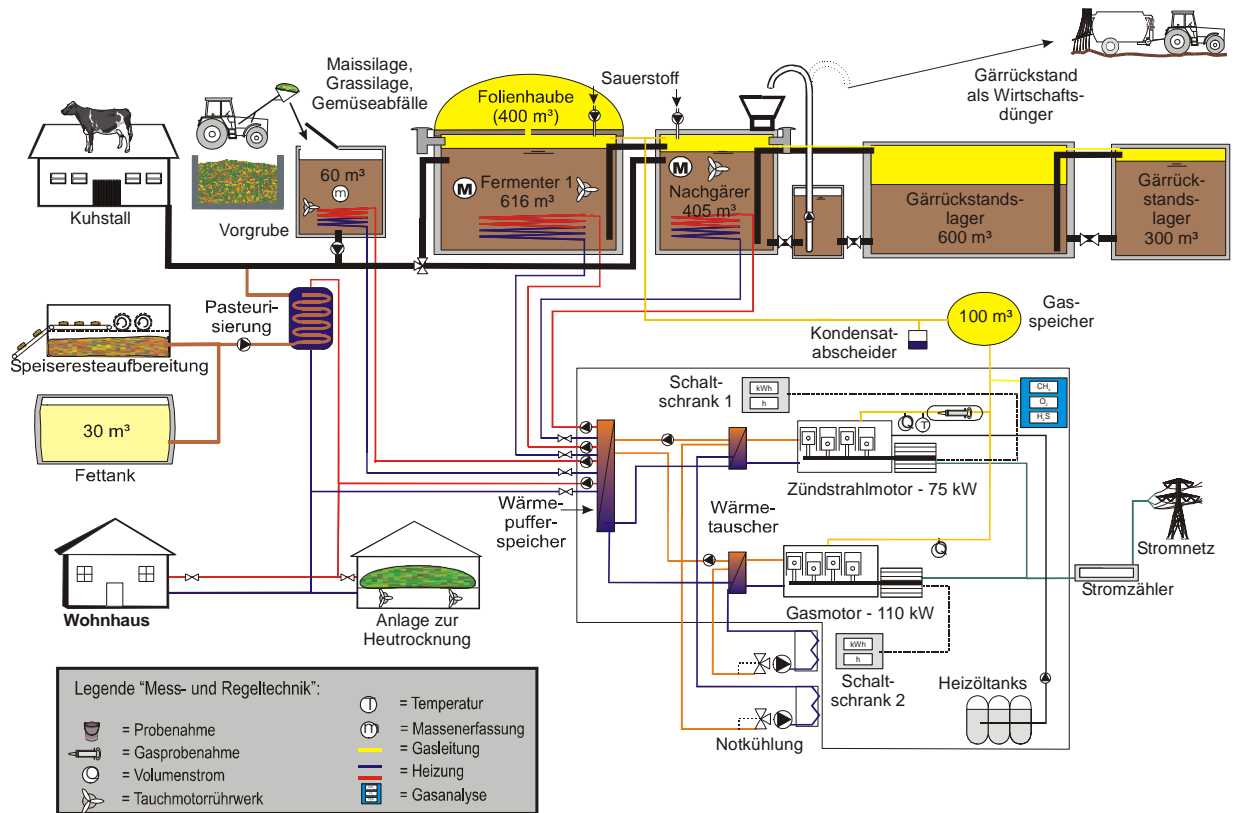 Maissilage,
Grassilage,
Gemüseabfälle
Kuhstall
Vorgrube
60 m³
m
Folienhaube
(400 m³)
Sauerstoff
M
Fermenter 1
616 m³
M
Nachgärer
405 m³
Gärrückstand
als Wirtschafts-
dünger
Gärrückstands-
lager
600 m³
Gärrück-
stands-
lager
300 m³
Pasteuri-
sierung
Speiseresteaufbereitung
30 m³
Fettank
100 m³
Gas-
speicher
Kondensat-
abscheider
Schalt-
schrank 1
kWh
h
CH₄
O₂
H₂S
T
Zündstrahlmotor - 75 kW
Wärme-
puffer-
speicher
Wärme-
tauscher
Gasmotor - 110 kW
Stromnetz
Stromzähler
Wohnhaus
Anlage zur
Heutrocknung
kWh
h
Schalt-
schrank 2
Notkühlung
Heizöltanks
Legende “Mess- und Regeltechnik”:
= Probenahme
= Gasprobenahme
= Volumenstrom
= Tauchmotorrührwerk
T = Temperatur
m = Massenerfassung
= Gasleitung
= Heizung
= Gasanalyse